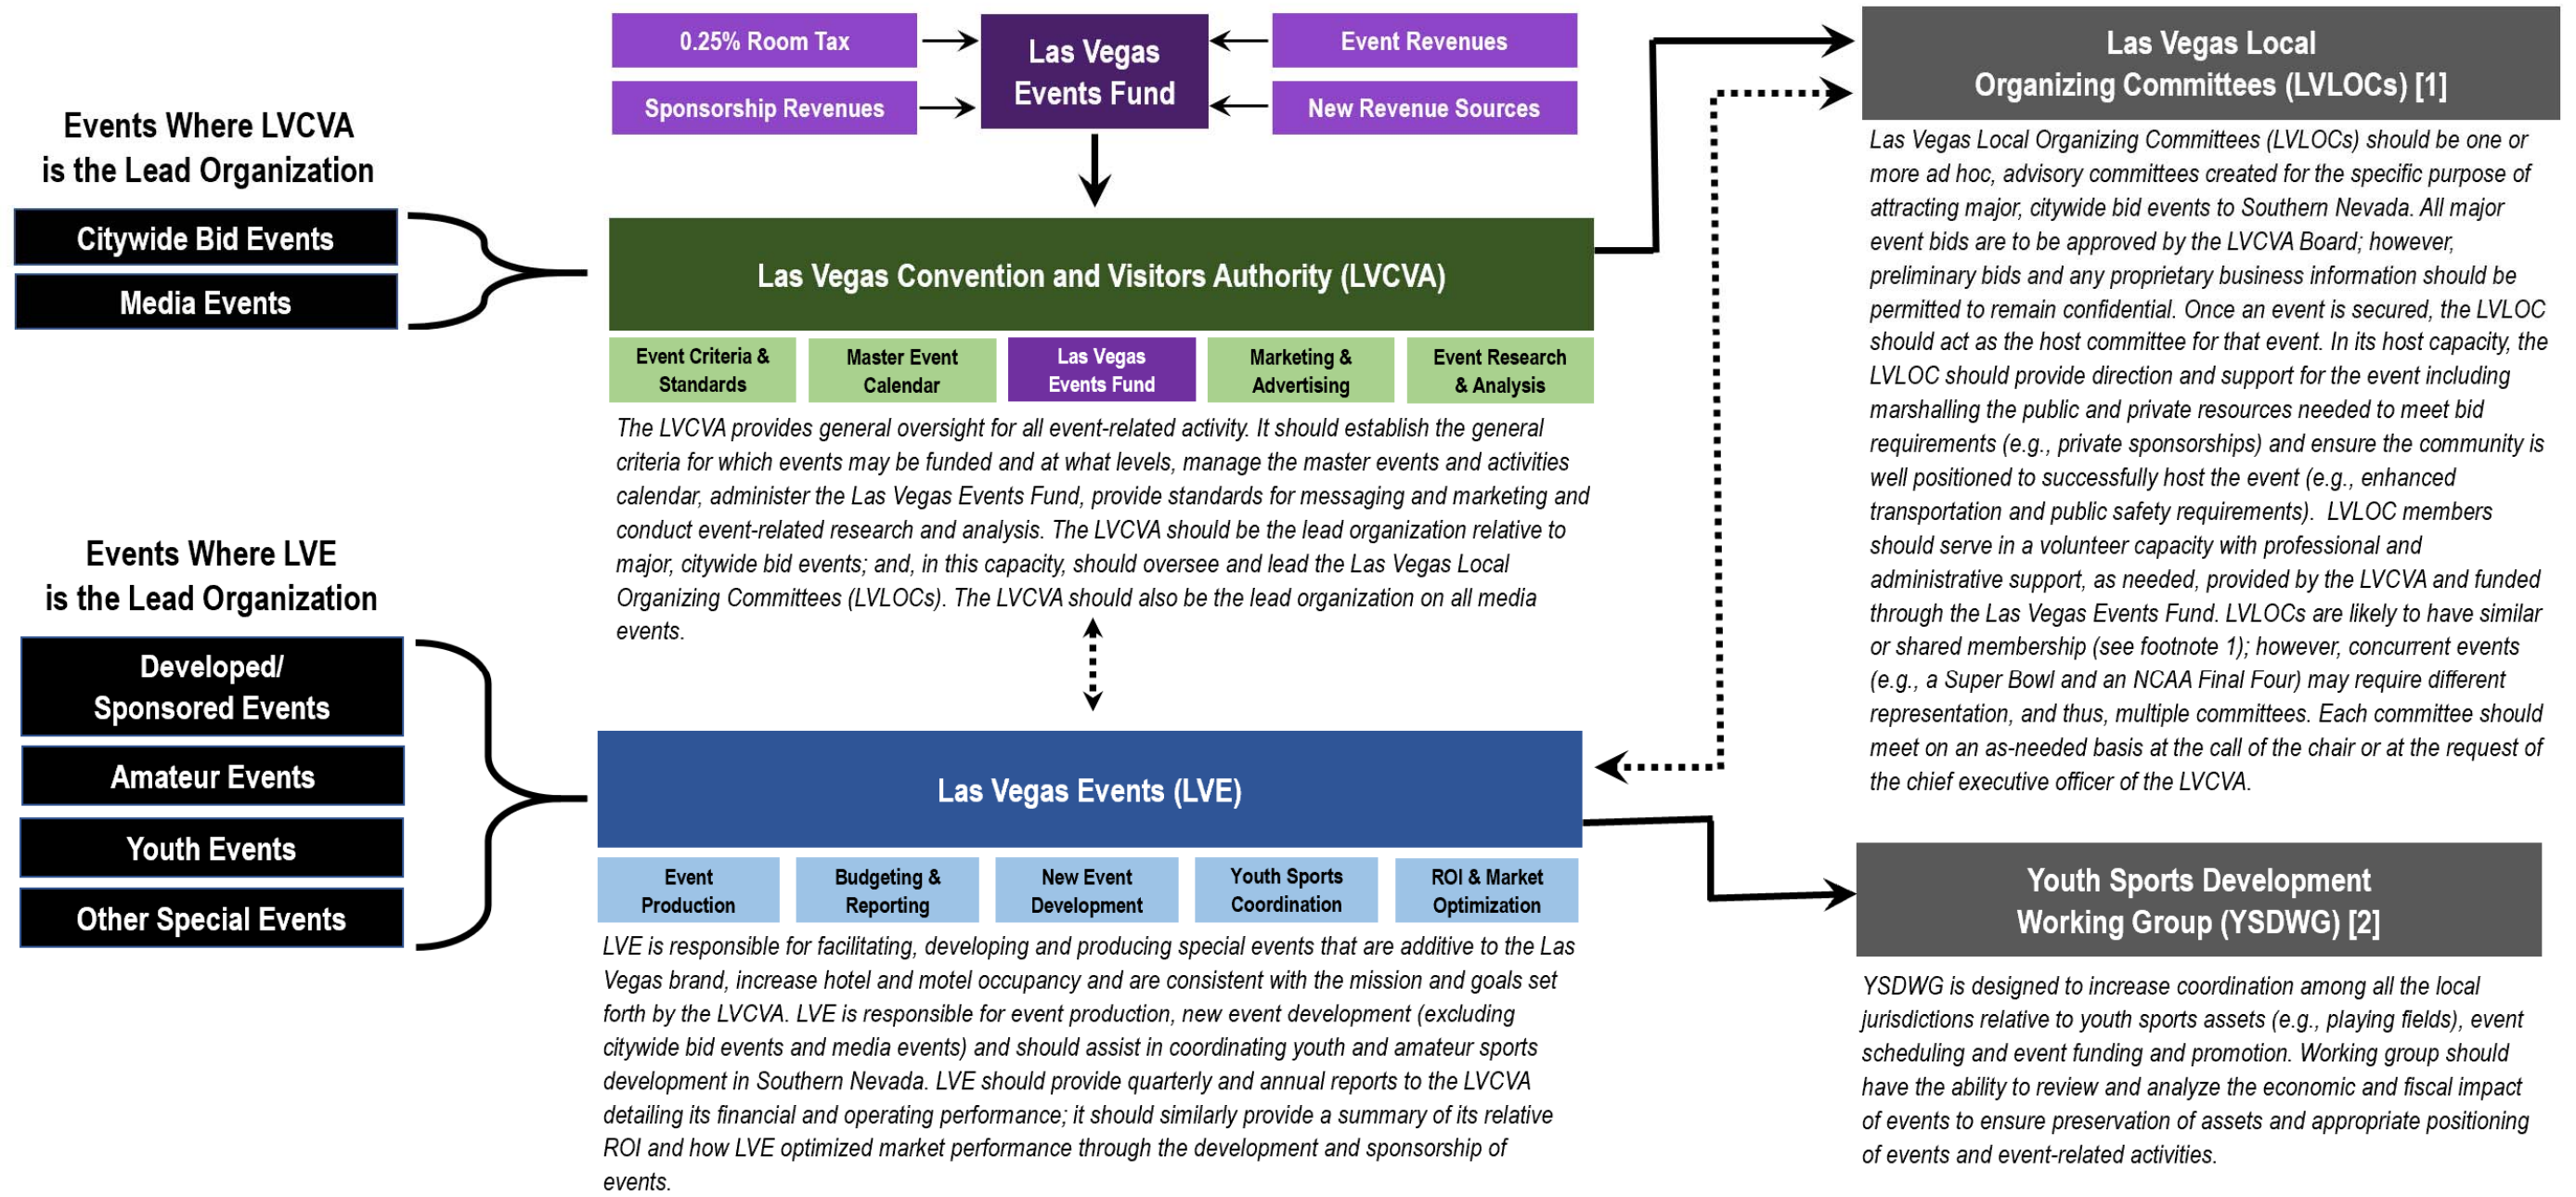 0.25% Room Tax
Sponsorship Revenues
Las Vegas
Events Fund
Event Revenues
New Revenue Sources
Events Where LVCVA
is the Lead Organization
Citywide Bid Events
Media Events
Las Vegas Convention and Visitors Authority (LVCVA)
Event Criteria &
Standards
Master Event
Calendar
Las Vegas
Events Fund
Marketing &
Advertising
Event Research
& Analysis
The LVCVA provides general oversight for all event-related activity. It should establish the general
criteria for which events may be funded and at what levels, manage the master events and activities
calendar, administer the Las Vegas Events Fund, provide standards for messaging and marketing and
conduct event-related research and analysis. The LVCVA should be the lead organization relative to
major, citywide bid events; and, in this capacity, should oversee and lead the Las Vegas Local
Organizing Committees (LVLOCs). The LVCVA should also be the lead organization on all media
events.
Events Where LVE
is the Lead Organization
Developed/
Sponsored Events
Amateur Events
Youth Events
Other Special Events
Las Vegas Events (LVE)
Event
Production
Budgeting &
Reporting
New Event
Development
Youth Sports
Coordination
ROI & Market
Optimization
LVE is responsible for facilitating, developing and producing special events that are additive to the Las
Vegas brand, increase hotel and motel occupancy and are consistent with the mission and goals set
forth by the LVCVA. LVE is responsible for event production, new event development (excluding
citywide bid events and media events) and should assist in coordinating youth and amateur sports
development in Southern Nevada. LVE should provide quarterly and annual reports to the LVCVA
detailing its financial and operating performance; it should similarly provide a summary of its relative
ROI and how LVE optimized market performance through the development and sponsorship of
events.
Las Vegas Local
Organizing Committees (LVLOCs) [1]
Las Vegas Local Organizing Committees (LVLOCs) should be one or
more ad hoc, advisory committees created for the specific purpose of
attracting major, citywide bid events to Southern Nevada. All major
event bids are to be approved by the LVCVA Board; however,
preliminary bids and any proprietary business information should be
permitted to remain confidential. Once an event is secured, the LVLOC
should act as the host committee for that event. In its host capacity, the
LVLOC should provide direction and support for the event including
marshalling the public and private resources needed to meet bid
requirements (e.g., private sponsorships) and ensure the community is
well positioned to successfully host the event (e.g., enhanced
transportation and public safety requirements). LVLOC members
should serve in a volunteer capacity with professional and
administrative support, as needed, provided by the LVCVA and funded
through the Las Vegas Events Fund. LVLOCs are likely to have similar
or shared membership (see footnote 1); however, concurrent events
(e.g., a Super Bowl and an NCAA Final Four) may require different
representation, and thus, multiple committees. Each committee should
meet on an as-needed basis at the call of the chair or at the request of
the chief executive officer of the LVCVA.
Youth Sports Development
Working Group (YSDWG) [2]
YSDWG is designed to increase coordination among all the local
jurisdictions relative to youth sports assets (e.g., playing fields), event
scheduling and event funding and promotion. Working group should
have the ability to review and analyze the economic and fiscal impact
of events to ensure preservation of assets and appropriate positioning
of events and event-related activities.